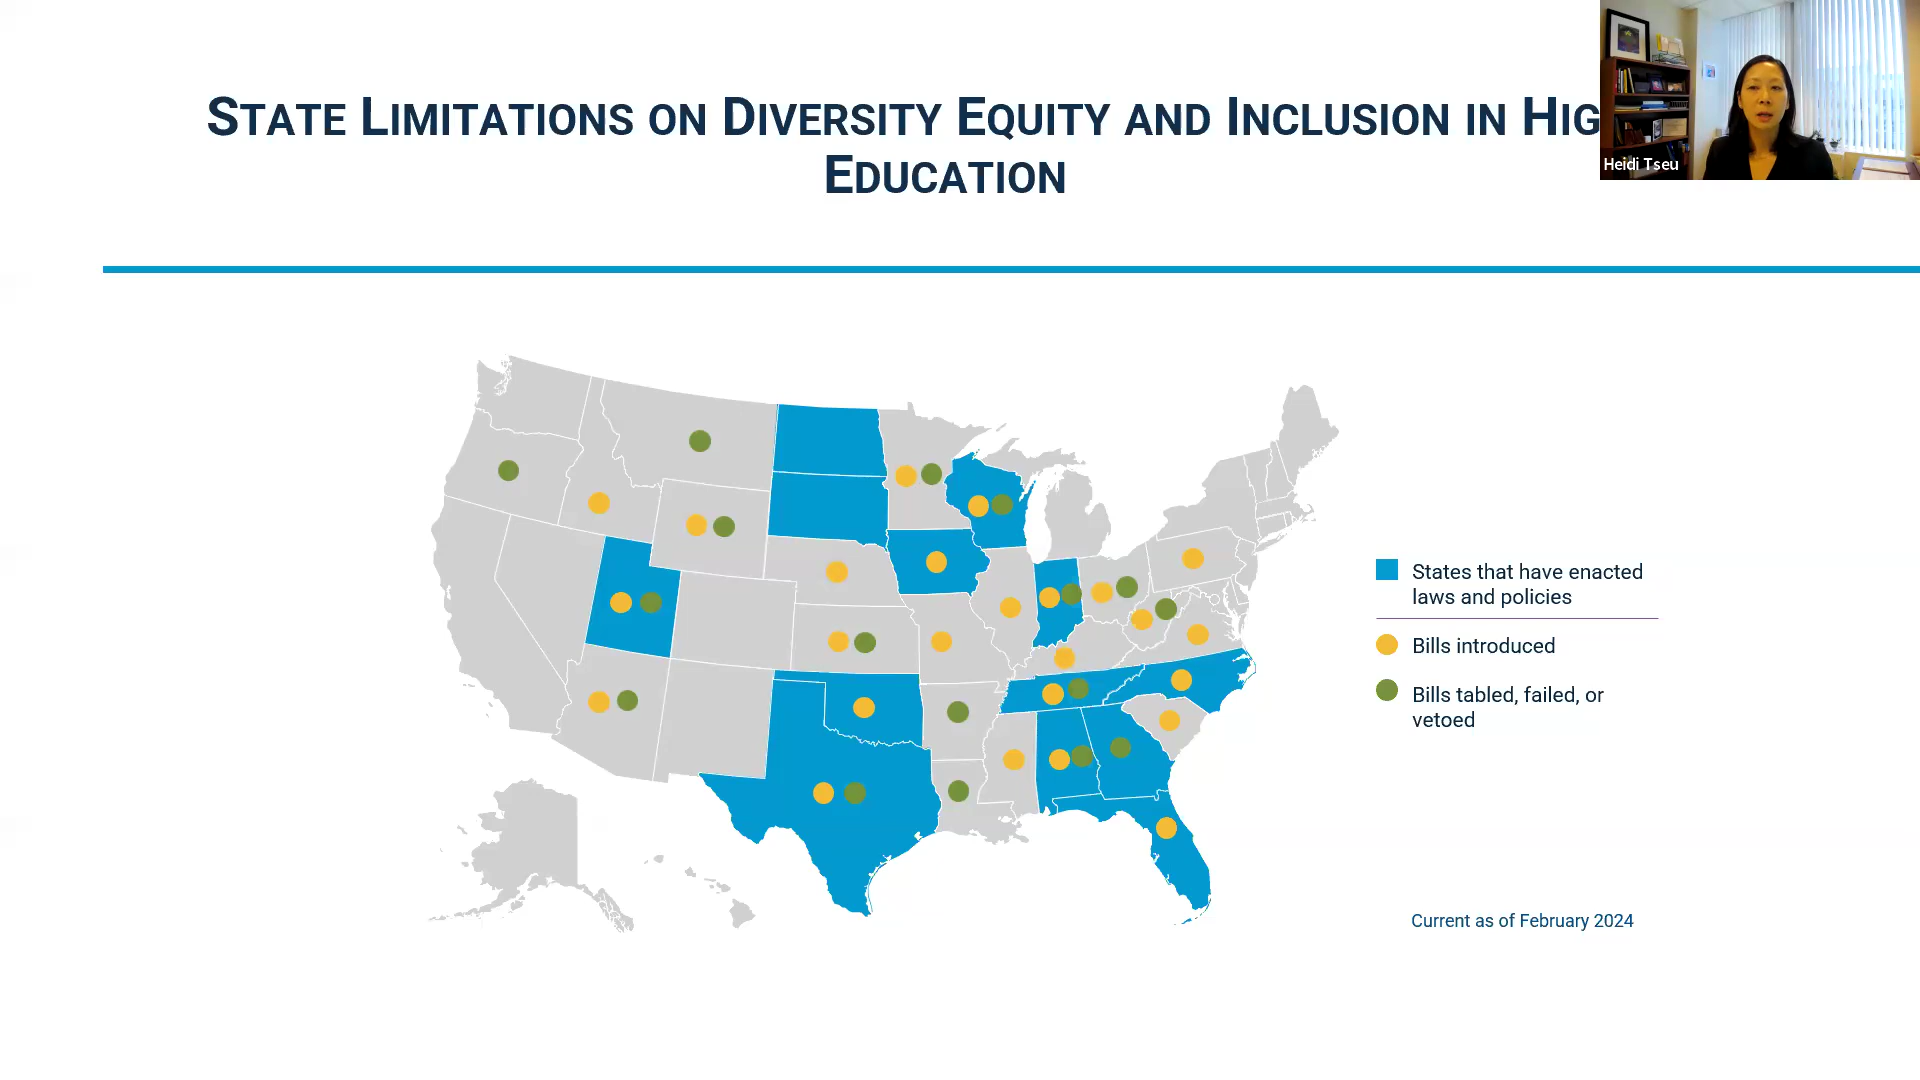 STATE LIMITATIONS ON DIVERSITY EQUITY AND INCLUSION IN HIG
EDUCATION
Heidi Tseu
States that have enacted
laws and policies
Bills introduced
Bills tabled, failed, or
vetoed
Current as of February 2024